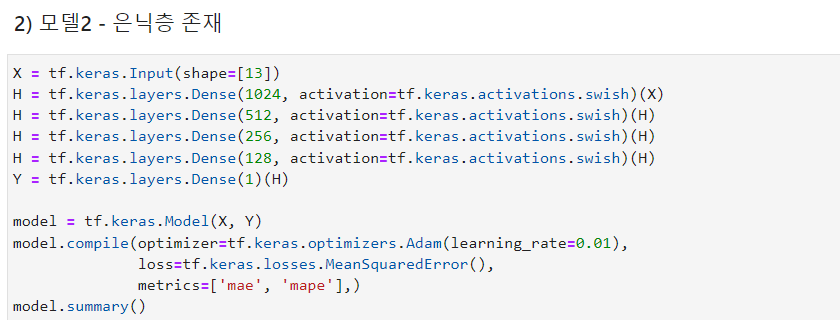 2) 모델2 - 은닉층 존재
X = tf.keras.Input(shape=[13])
H = tf.keras.layers.Dense(1024, activation=tf.keras.activations.swish)(X)
H = tf.keras.layers.Dense(512, activation=tf.keras.activations.swish)(H)
H = tf.keras.layers.Dense(256, activation=tf.keras.activations.swish)(H)
H = tf.keras.layers.Dense(128, activation=tf.keras.activations.swish)(H)
Y = tf.keras.layers.Dense(1)(H)
model = tf.keras.Model(X, Y)
model.compile(optimizer=tf.keras.optimizers.Adam(learning_rate=0.01),
loss=tf.keras.losses.MeanSquaredError(),
metrics=['mae', 'mape'],)
model.summary()